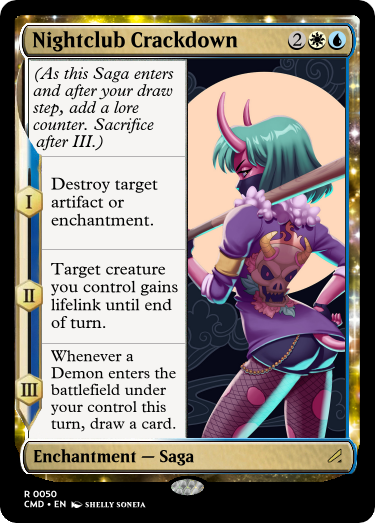 Nightclub Crackdown 2
(As this Saga enters
and after your draw
step, add a lore
counter. Sacrifice
after III.)
I
Destroy target
artifact or
enchantment.
II
Target creature
you control gains
lifelink until end
of turn.
III
Whenever a
Demon enters the
battlefield under
your control this
turn, draw a card.
Enchantment — Saga
R 0050
CMD • EN SHELLY SONEJA